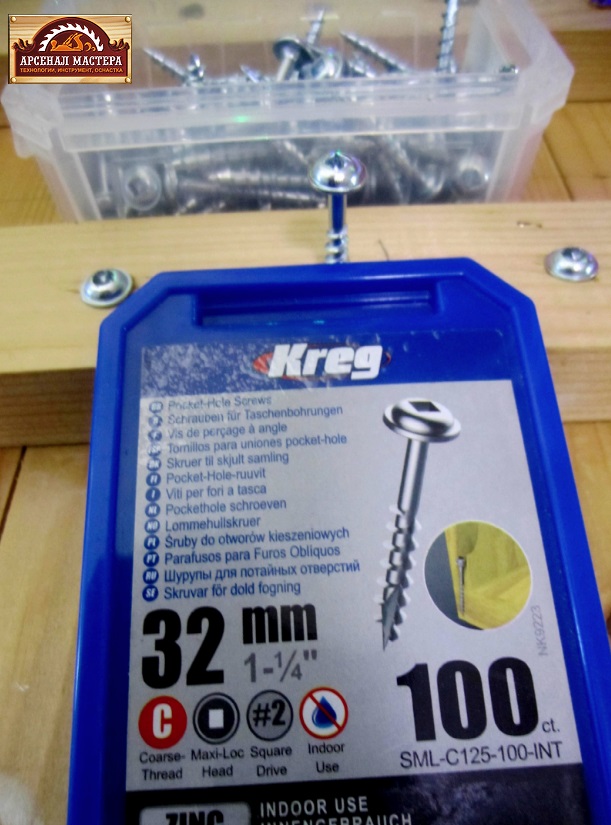 АРСЕНАЛ МАСТЕРА
ТЕХНОЛОГИИ, ИНСТРУМЕНТ, ОСНАСТКА
Kreg
Pocket-Hole Screws
Schrauben für Taschenbohrungen
Vis de perçage à angle
Tornillos para uniones pocket-hole
Skruer til skjult samling
Pocket-Hole-ruuvit
Viti per fori a tasca
Pockethole schroeven
Lommehullskruer
Śruby do otworów kieszeniowych
Parafusos para Furos Oblíquos
RU Шурупы для потайных отверстий
SE Skruvar för dold fogning
32 mm
1-¼"
NK9223
100 ct.
SML-C125-100-INT
C
#2
Coarse-Thread
Maxi-Loc Head
Square Drive
Indoor Use
ZINC
INDOOR USE
INNENGEBRAUCH